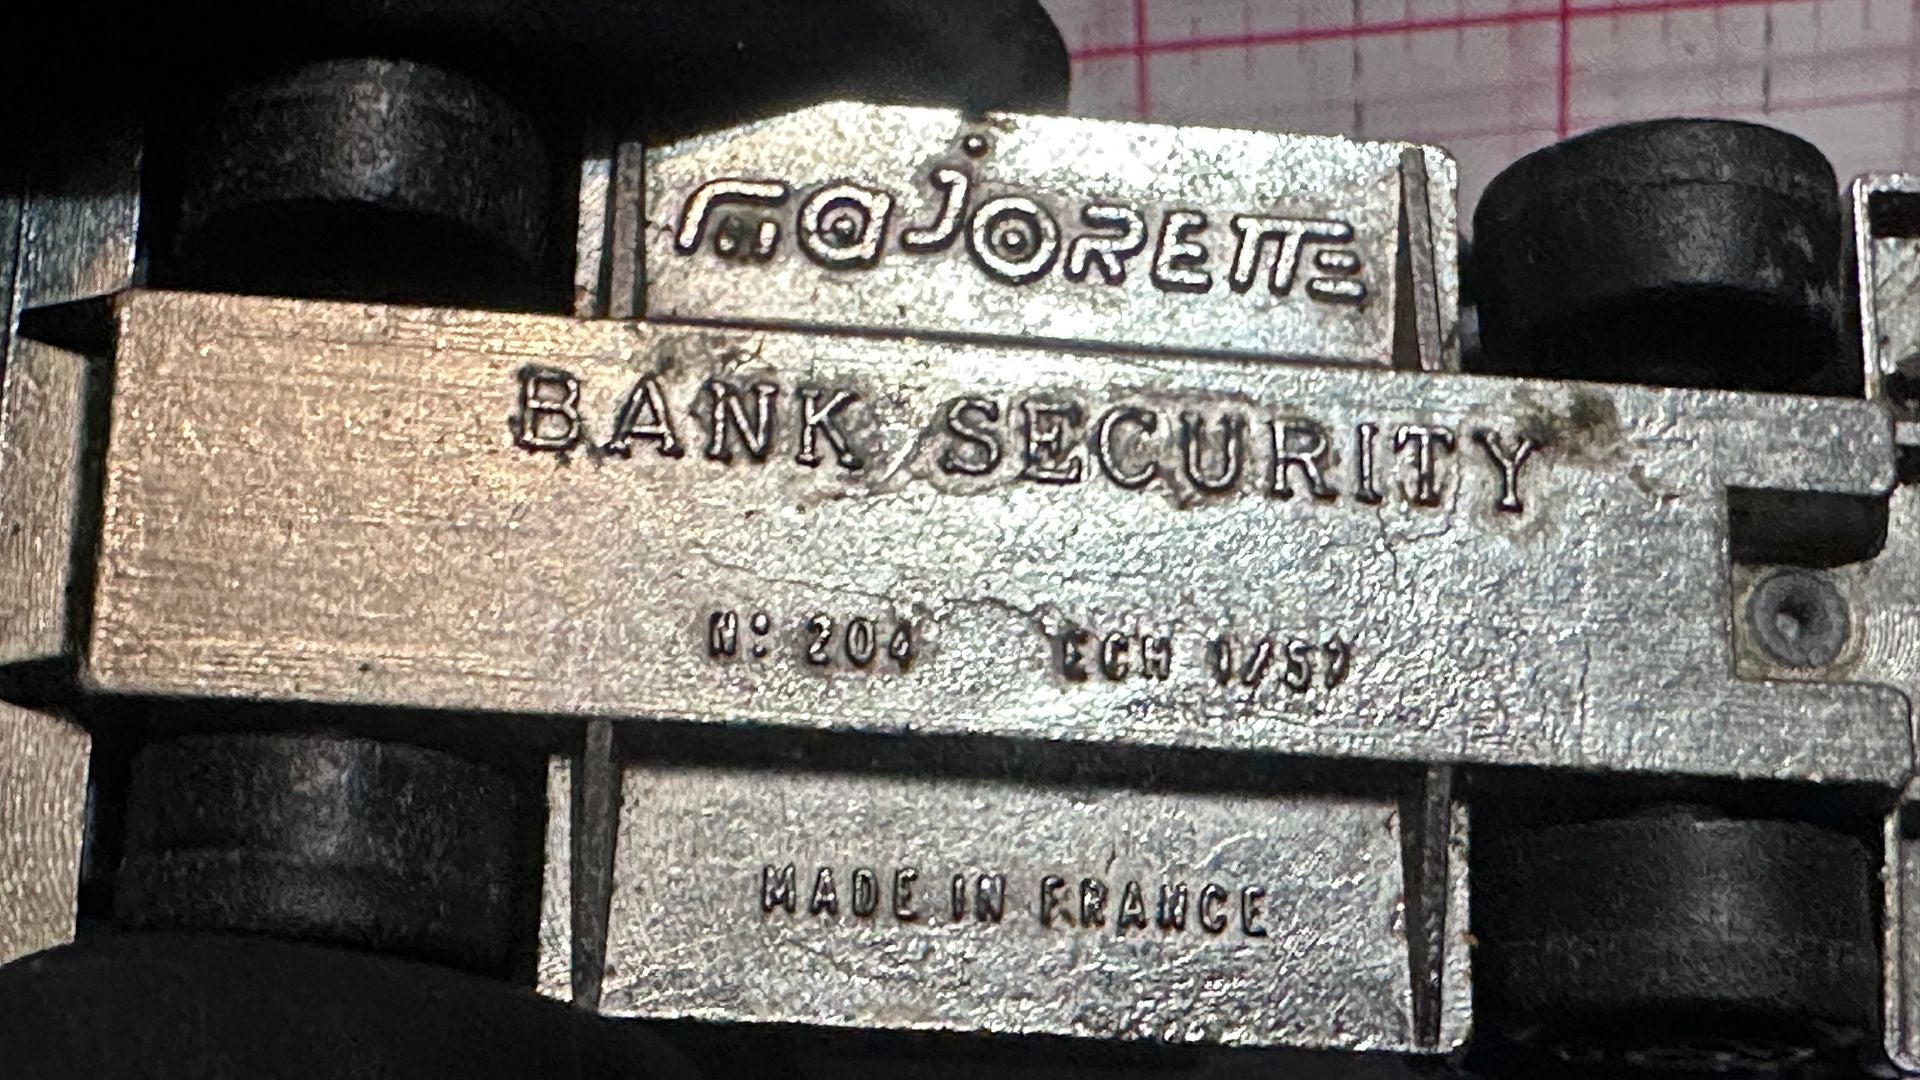 majorette
BANK SECURITY
N: 204 ECH 1/57
MADE IN FRANCE